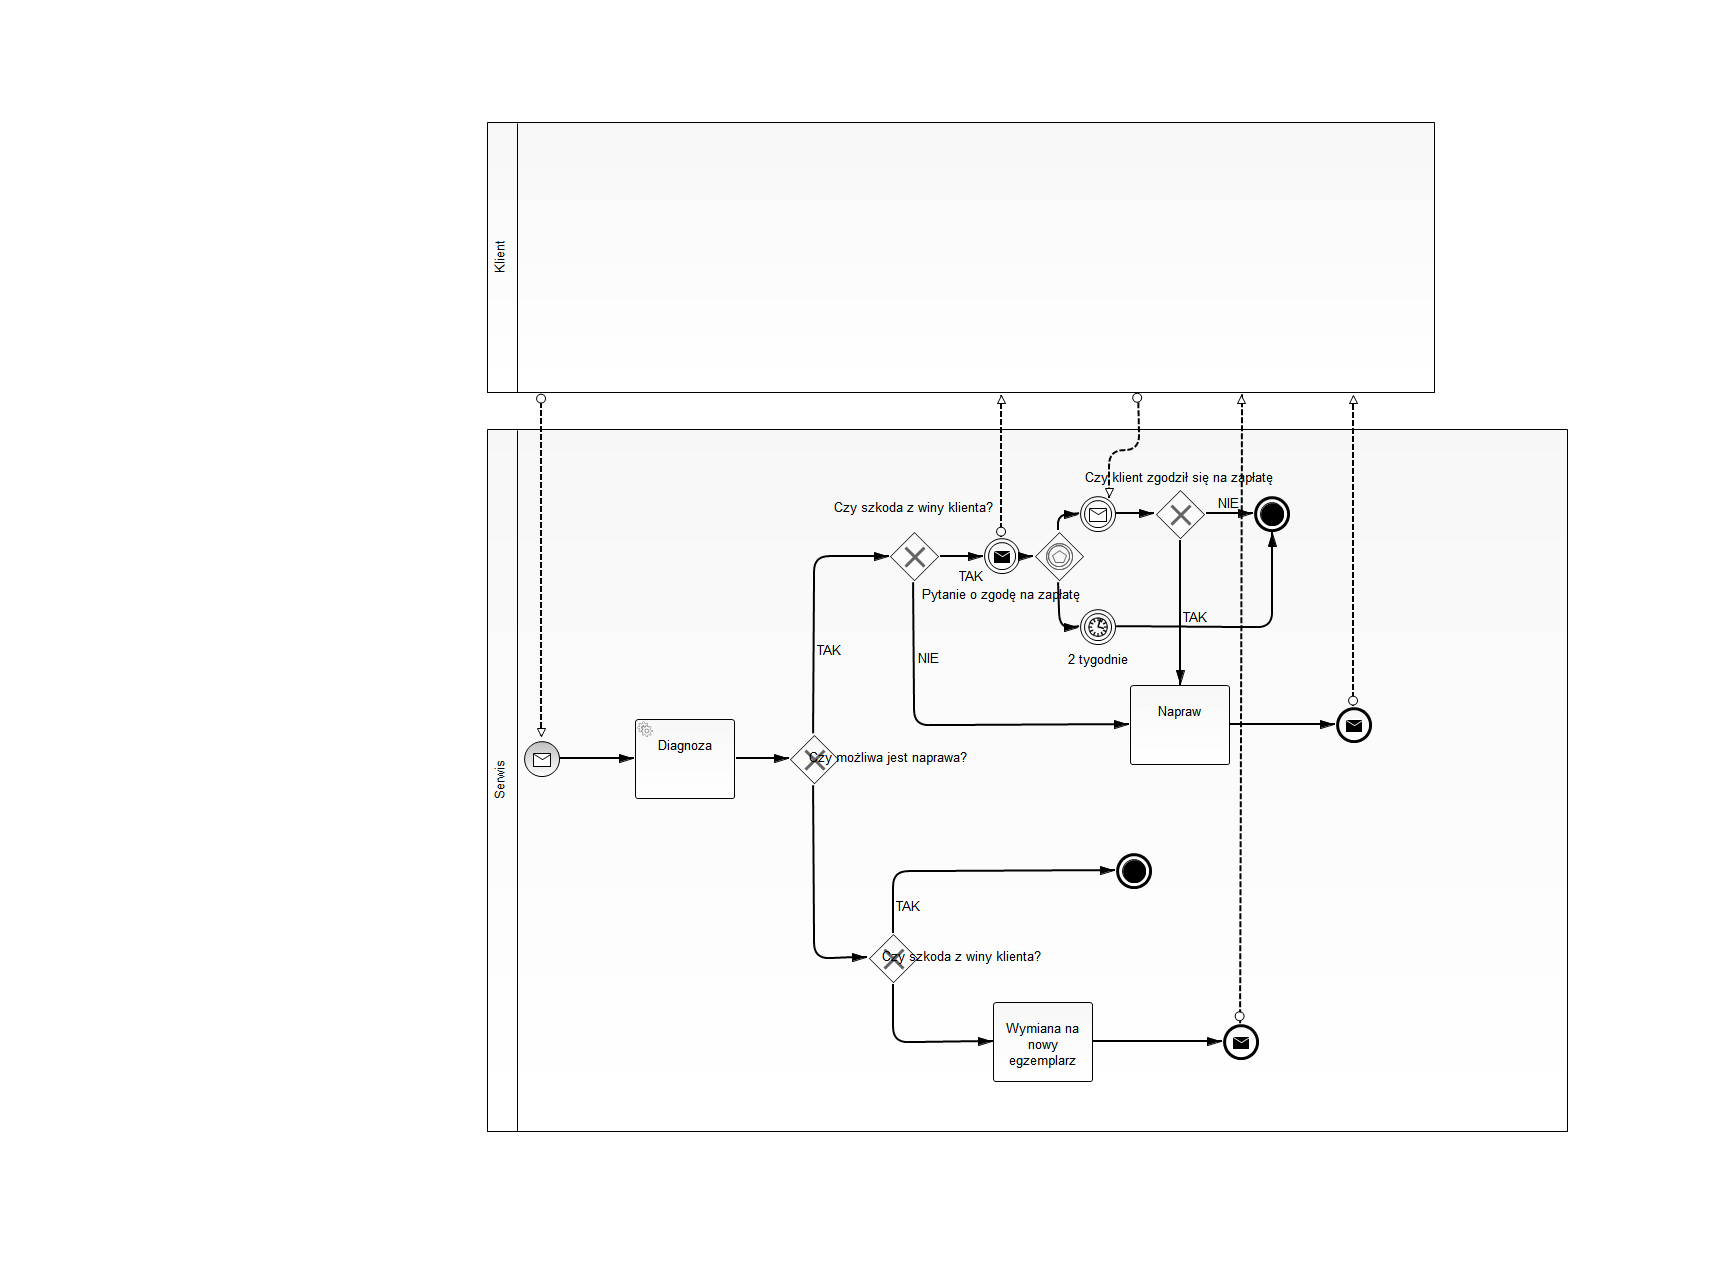 Klient
Serwis
Czy klient zgodził się na zapłatę
NIE
Czy szkoda z winy klienta?
TAK
Pytanie o zgodę na zapłatę
TAK
2 tygodnie
TAK
NIE
Napraw
Diagnoza
Czy możliwa jest naprawa?
TAK
Czy szkoda z winy klienta?
Wymiana na
nowy
egzemplarz